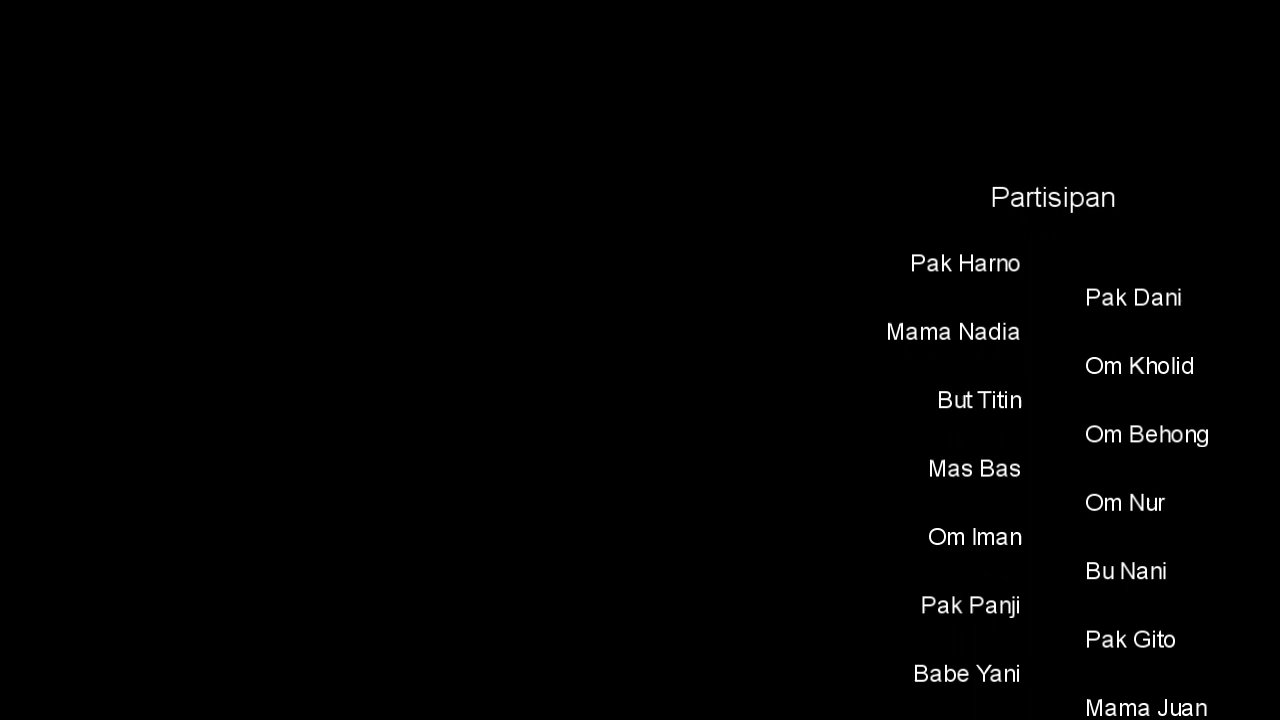 Partisipan
Pak Harno
Pak Dani
Mama Nadia
Om Kholid
But Titin
Om Behong
Mas Bas
Om Nur
Om Iman
Bu Nani
Pak Panji
Pak Gito
Babe Yani
Mama Juan